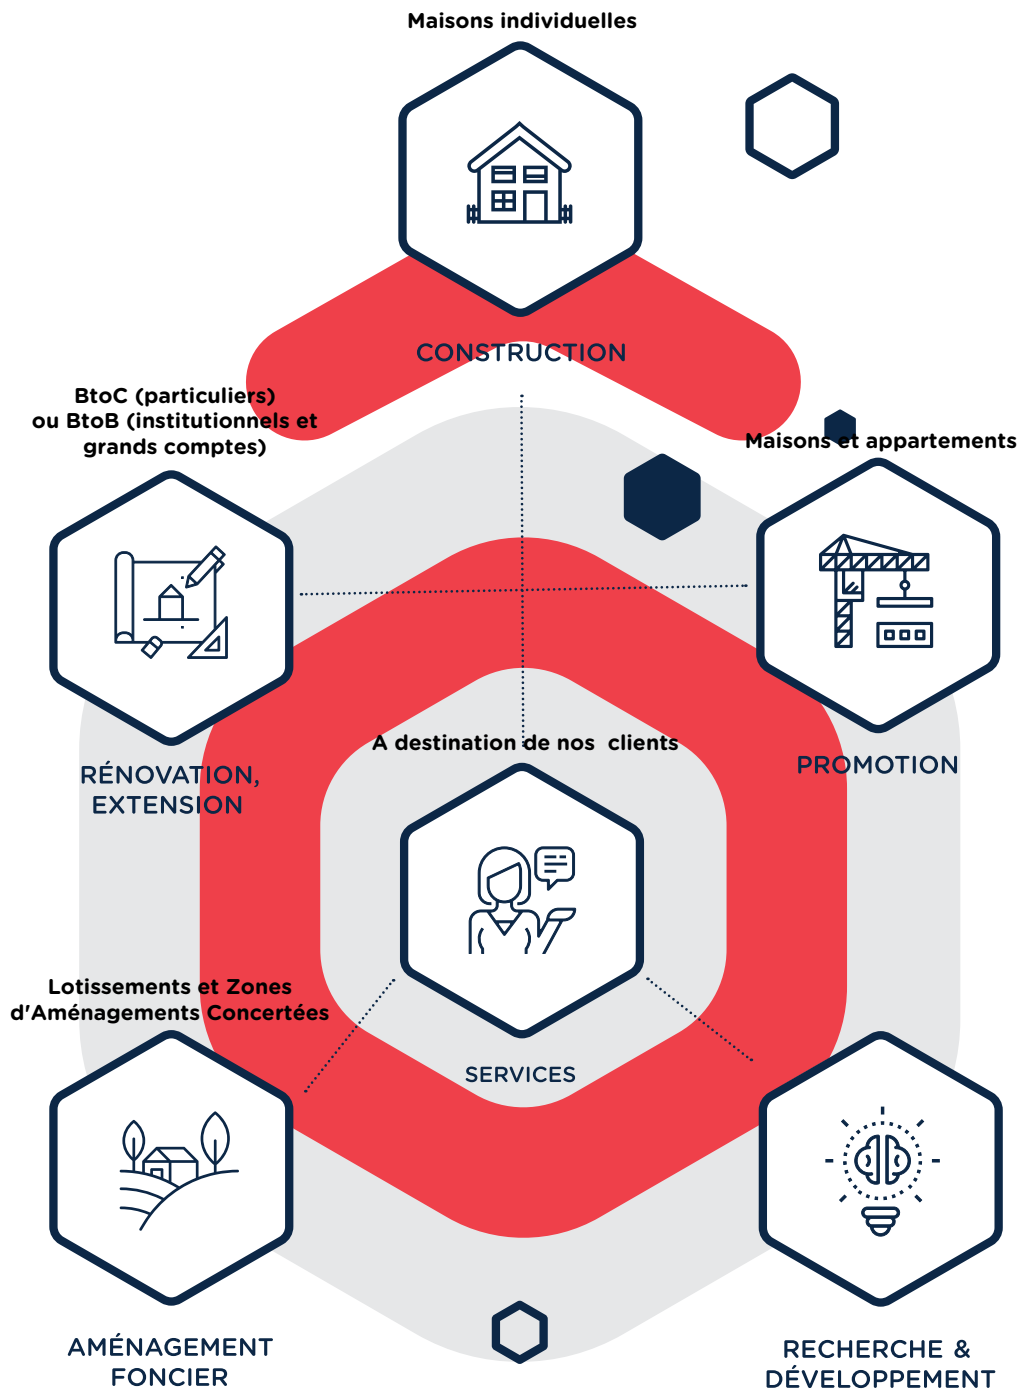 Maisons individuelles
CONSTRUCTION
BtoC (particuliers)
ou BtoB (institutionnels et
grands comptes)
RÉNOVATION,
EXTENSION
Maisons et appartements
PROMOTION
A destination de nos  clients
SERVICES
Lotissements et Zones
d'Aménagements Concertées
AMÉNAGEMENT
FONCIER
RECHERCHE &
DÉVELOPPEMENT